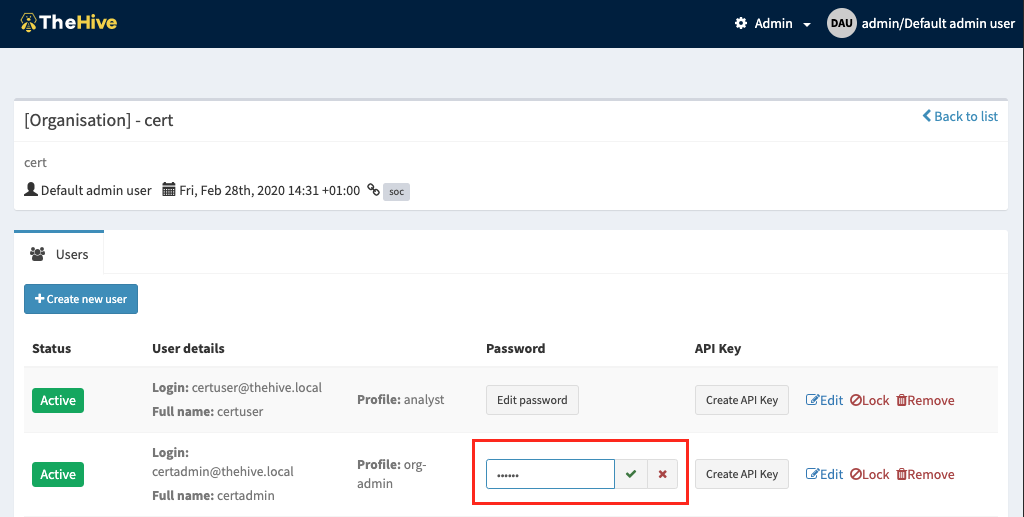 TheHive
Admin
DAU admin/Default admin user
[Organisation] - cert
Back to list
cert
Default admin user Fri, Feb 28th, 2020 14:31 +01:00 soc
Users
Create new user
Status User details Password API Key
Active
Login: certuser@thehive.local
Full name: certuser
Profile: analyst
Edit password
Create API Key
Edit Lock Remove
Active
Login:
certadmin@thehive.local
Full name: certadmin
Profile: org-
admin
••••••
Create API Key
Edit Lock Remove